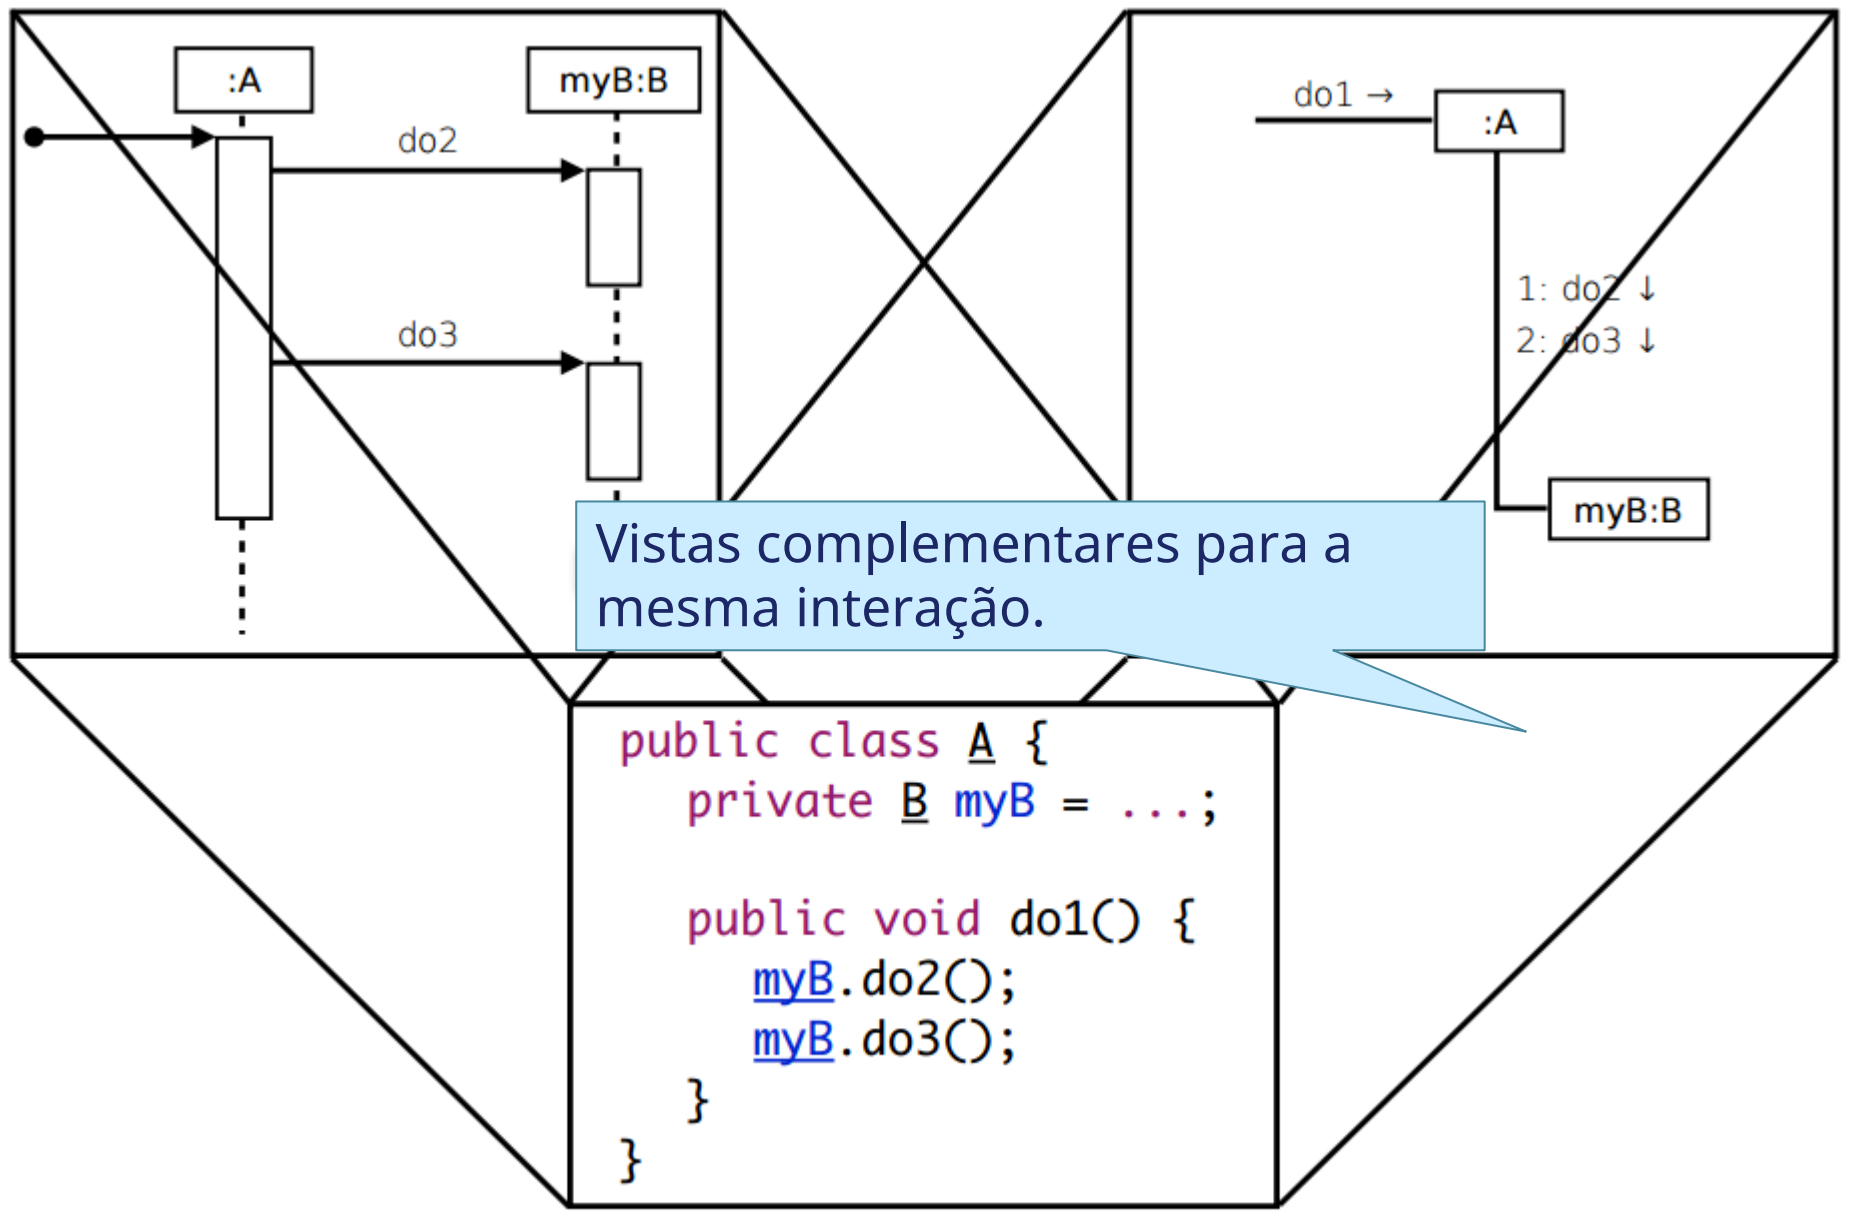 :A
myB:B
do2
do3
do1 →
:A
1: do2 ↓
2: do3 ↓
myB:B
Vistas complementares para a
mesma interação.
public class A {
private B myB = ...;
public void do1() {
myB.do2();
myB.do3();
}
}